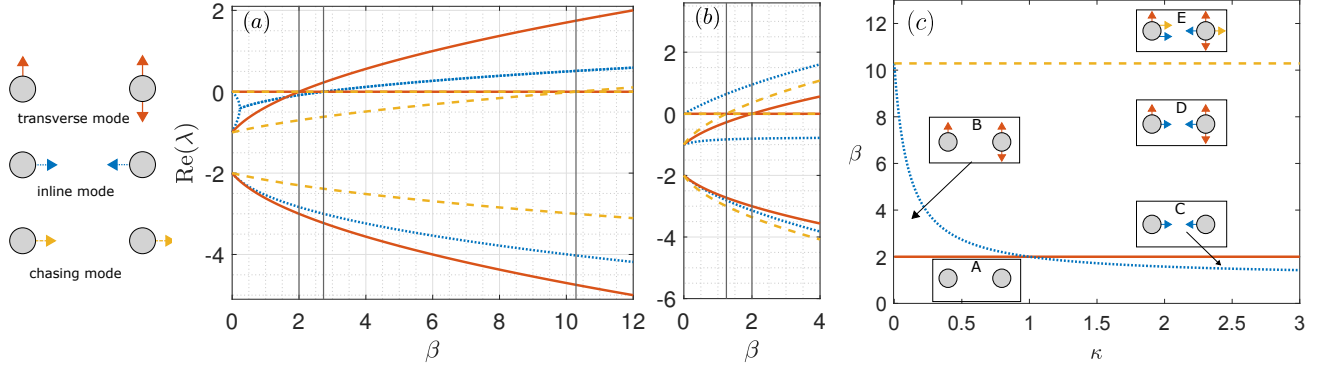 transverse mode
inline mode
chasing mode
(a)
Re(λ)
2
0
-2
-4
0
2
4
6
8
10
12
β
(b)
2
0
-2
-4
-6
0
2
4
β
(c)
β
12
10
8
6
4
2
0
0
0.5
1
1.5
2
2.5
3
κ
E
D
B
C
A